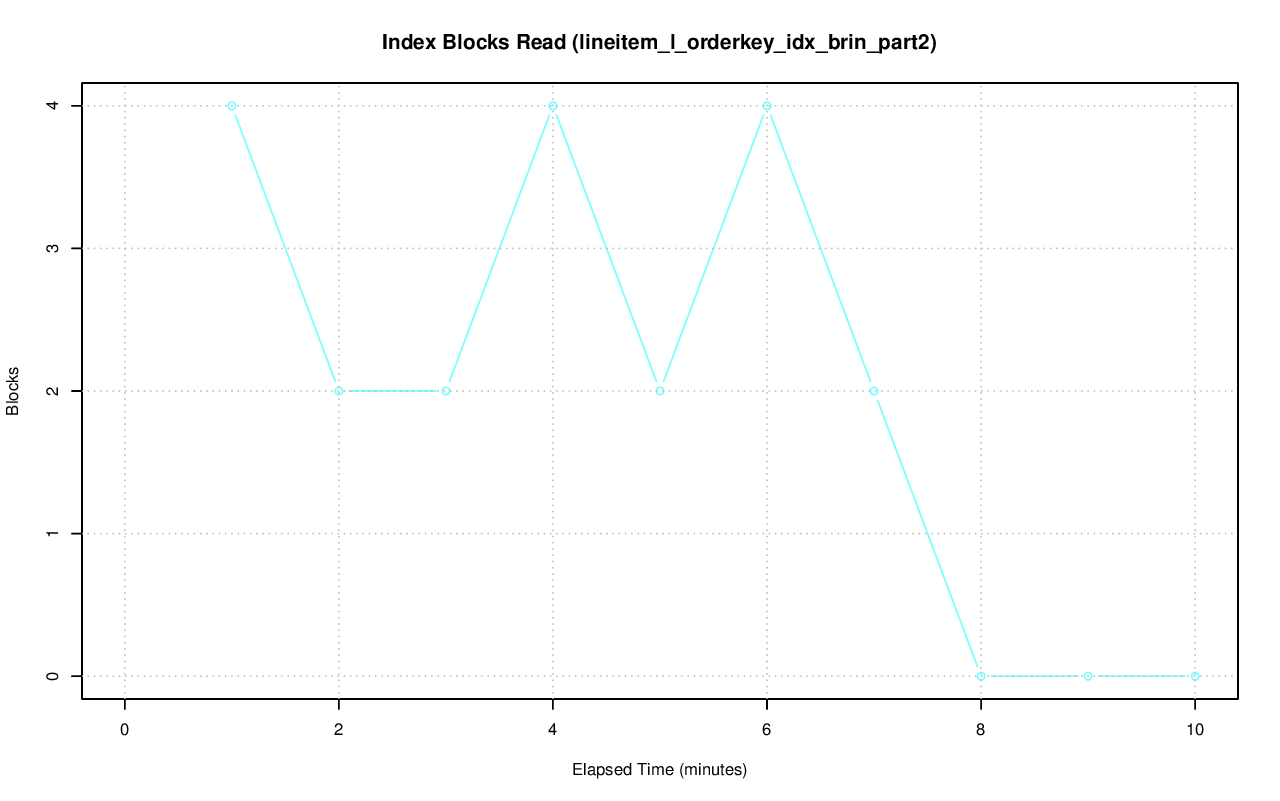 Index Blocks Read (lineitem_l_orderkey_idx_brin_part2)
4
3
2
1
0
Blocks
0 2 4 6 8 10
Elapsed Time (minutes)